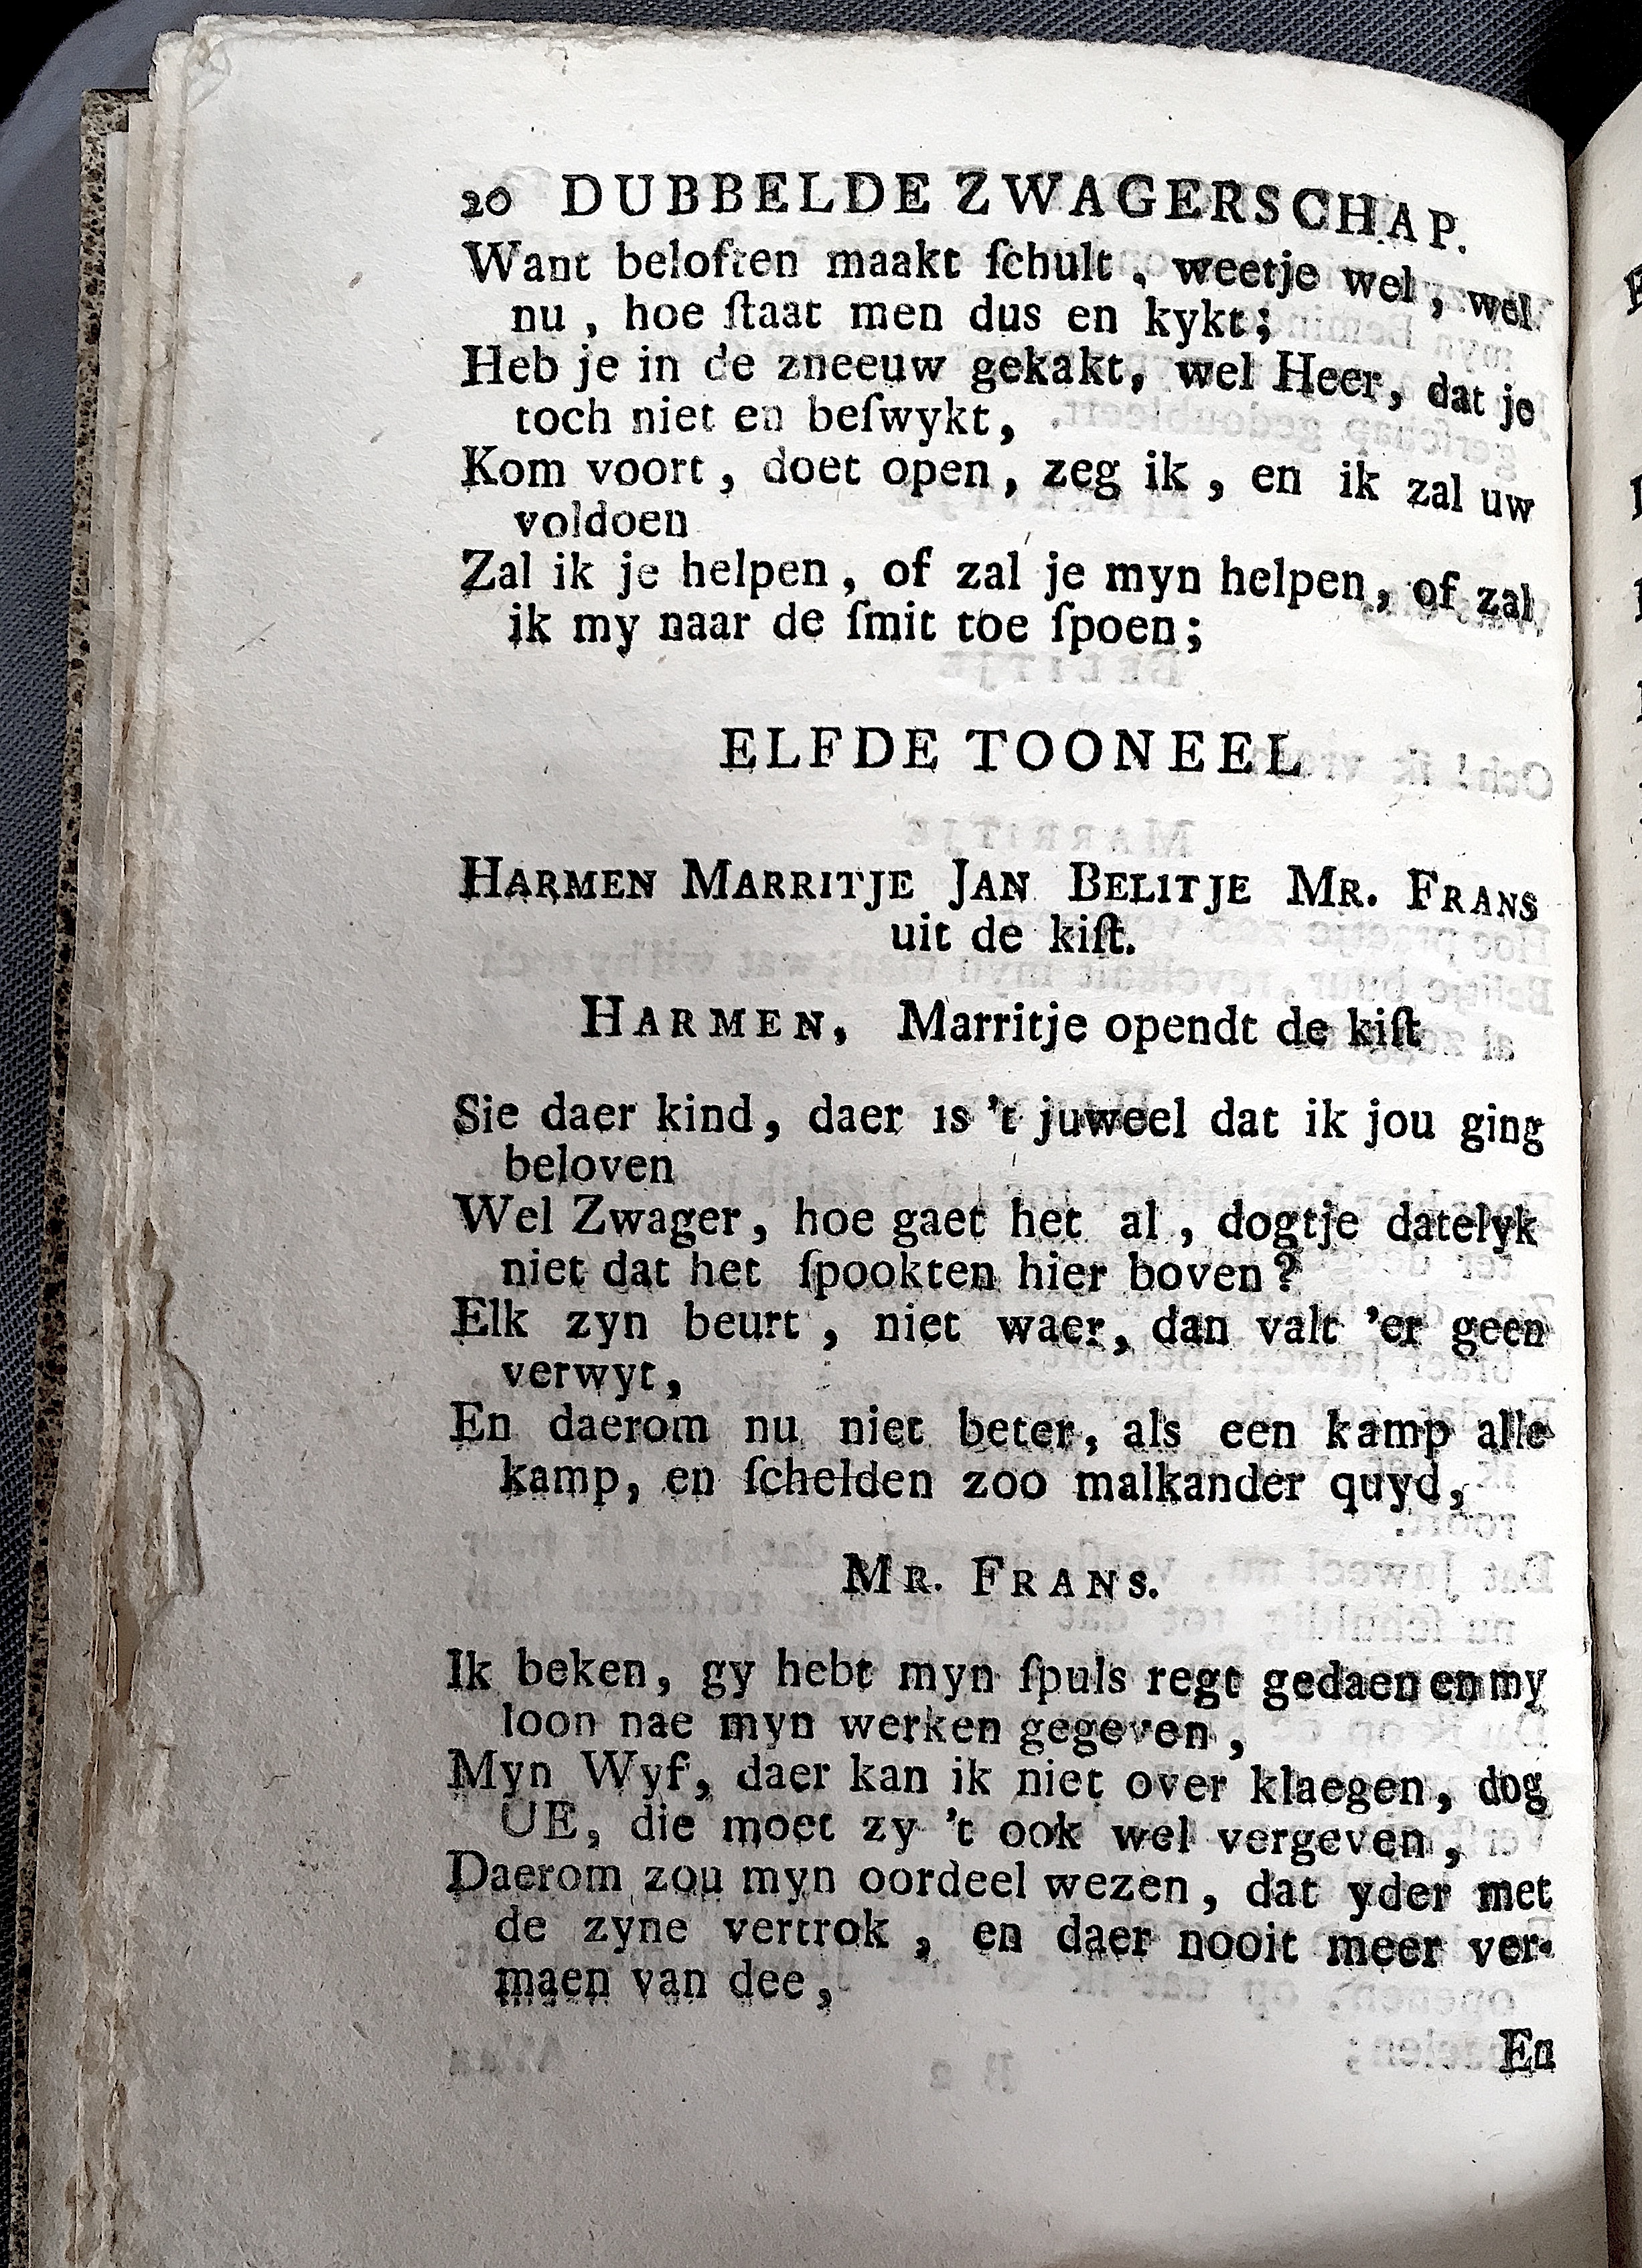 20 DUBBELDE ZWAGERSCHAP.
Want beloften maakt ſchult, weetje wel, wel
nu, hoe ſtaat men dus en kykt;
Heb je in de zneeuw gekakt, wel Heer, dat je
toch niet en beſwykt,
Kom voort, doet open, zeg ik, en ik zal uw
voldoen
Zal ik je helpen, of zal je myn helpen, of zal
ik my naar de ſmit toe ſpoen;
ELFDE TOONEEL
HARMEN MARRITJE JAN BELITJE MR. FRANS
uit de kiſt.
HARMEN, Marritje opendt de kiſt
Sie daer kind, daer is 't juweel dat ik jou ging
beloven
Wel Zwager, hoe gaet het al, dogtje datelyk
niet dat het ſpookten hier boven?
Elk zyn beurt, niet waer, dan valt 'er geen
verwyt,
En daerom nu niet beter, als een kamp alle
kamp, en ſchelden zoo malkander quyd,
MR. FRANS.
Ik beken, gy hebt myn ſpuls regt gedaen en my
loon nae myn werken gegeven,
Myn Wyf, daer kan ik niet over klaegen, dog
UE, die moet zy 't ook wel vergeven,
Daerom zou myn oordeel wezen, dat yder met
de zyne vertrok, en daer nooit meer ver-
maen van dee,
En